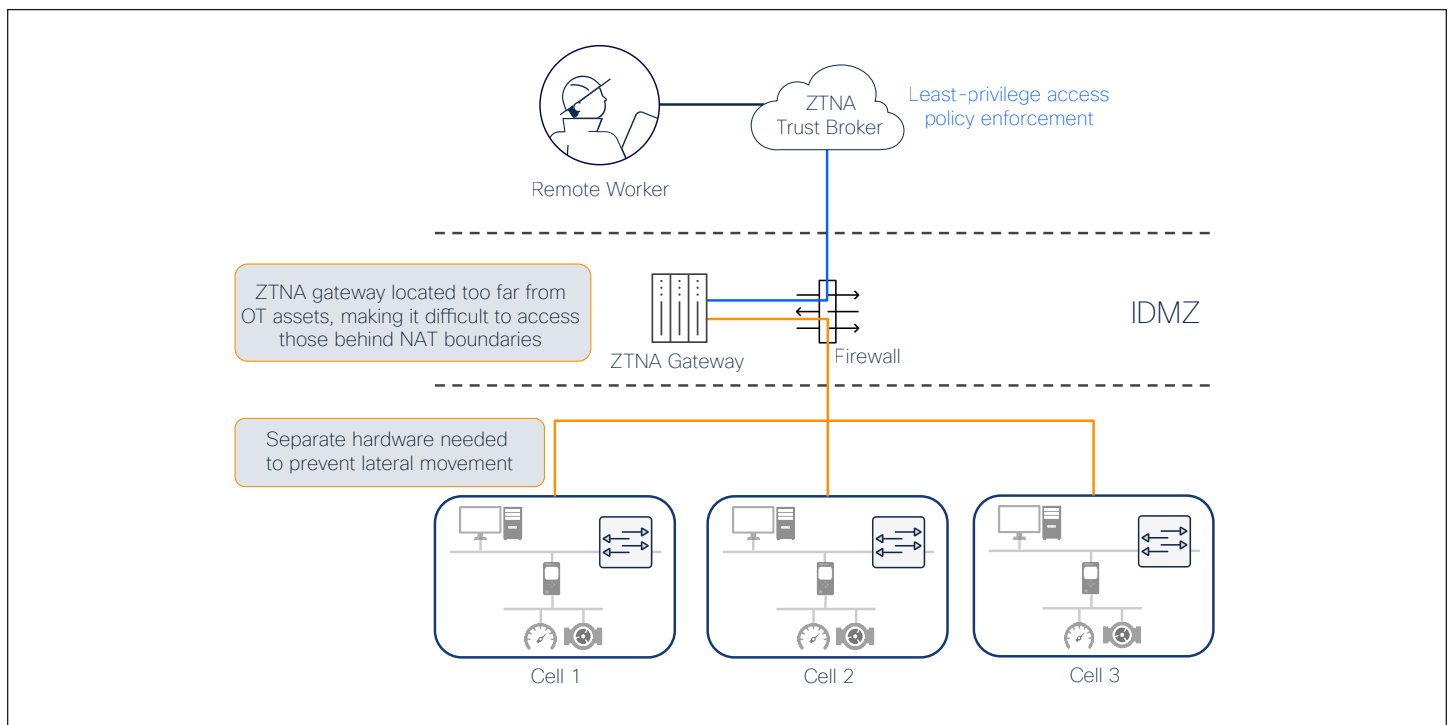 ZTNA
Trust Broker
Least-privilege access
policy enforcement
Remote Worker
ZTNA gateway located too far from
OT assets, making it difficult to access
those behind NAT boundaries
IDMZ
ZTNA Gateway
Firewall
Separate hardware needed
to prevent lateral movement
Cell 1
Cell 2
Cell 3